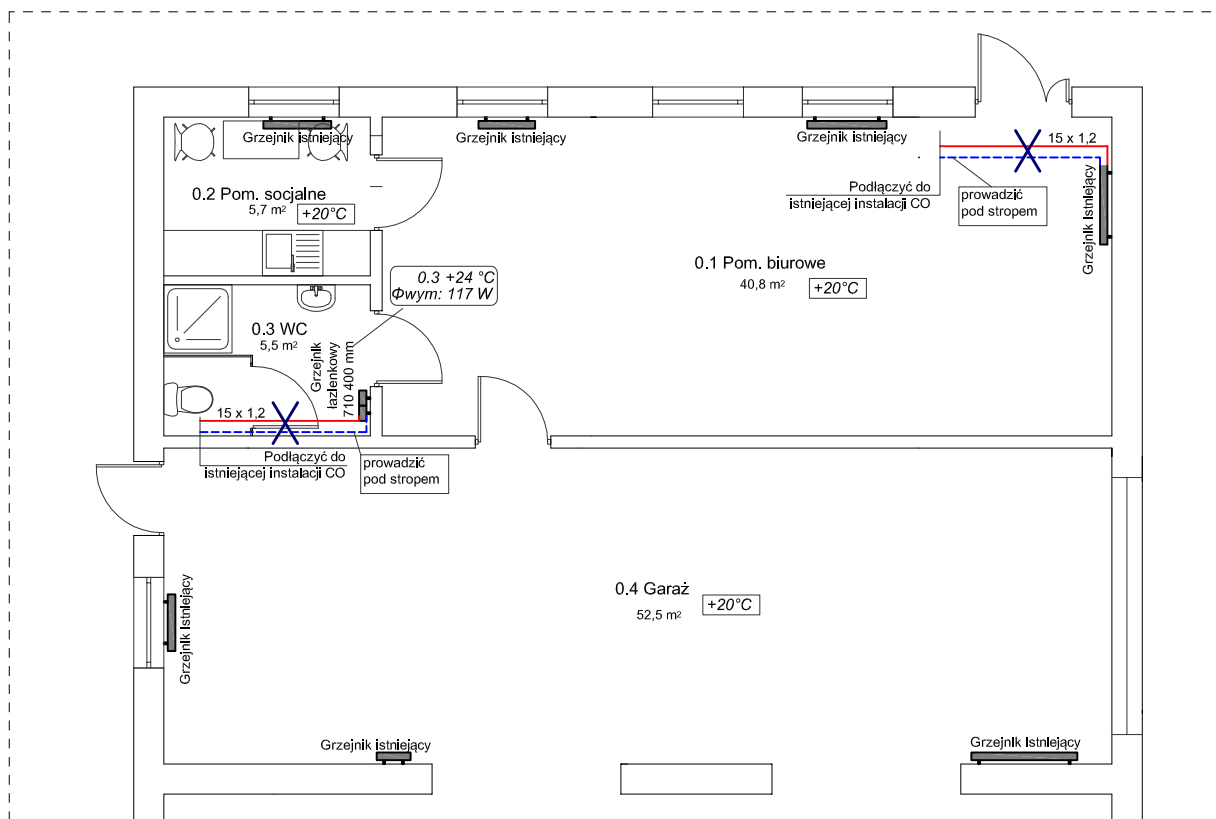 Grzejnik istniejący
Grzejnik istniejący
Grzejnik istniejący
15 x 1,2
0.2 Pom. socjalne
5,7 m²
+20°C
Podłączyć do
istniejącej instalacji CO
prowadzić
pod stropem
Grzejnik Istniejący
0.1 Pom. biurowe
40,8 m²
+20°C
0.3 +24 °C
Φwym: 117 W
0.3 WC
5,5 m²
Grzejnik
łazienkowy
710 400 mm
15 x 1,2
Podłączyć do
istniejącej instalacji CO
prowadzić
pod stropem
0.4 Garaż
52,5 m²
+20°C
Grzejnik Istniejący
Grzejnik istniejący
Grzejnik Istniejący